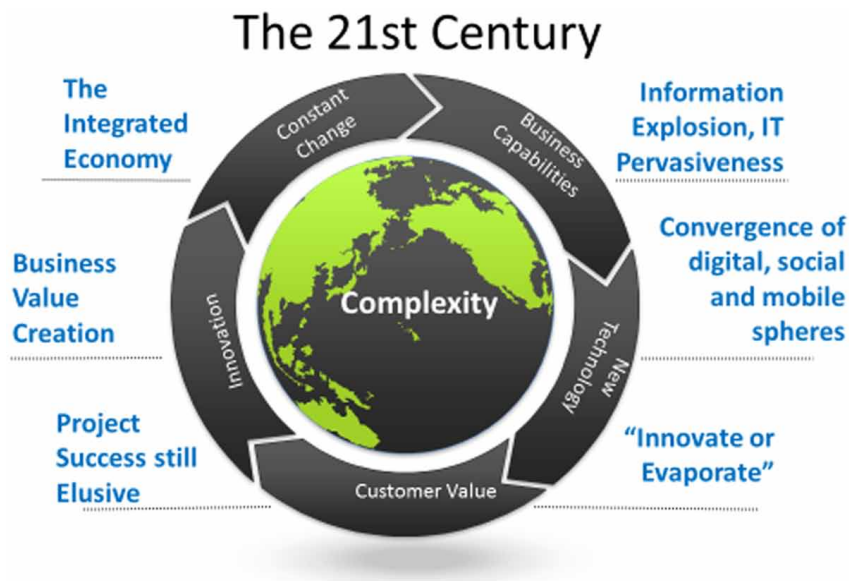 The 21st Century
The
Integrated
Economy
Business
Value
Creation
Project
Success still
Elusive
Constant
Change
Business
Capabilities
New
Technology
Customer Value
Innovation
Complexity
Information
Explosion, IT
Pervasiveness
Convergence of
digital, social
and mobile
spheres
“Innovate or
Evaporate”